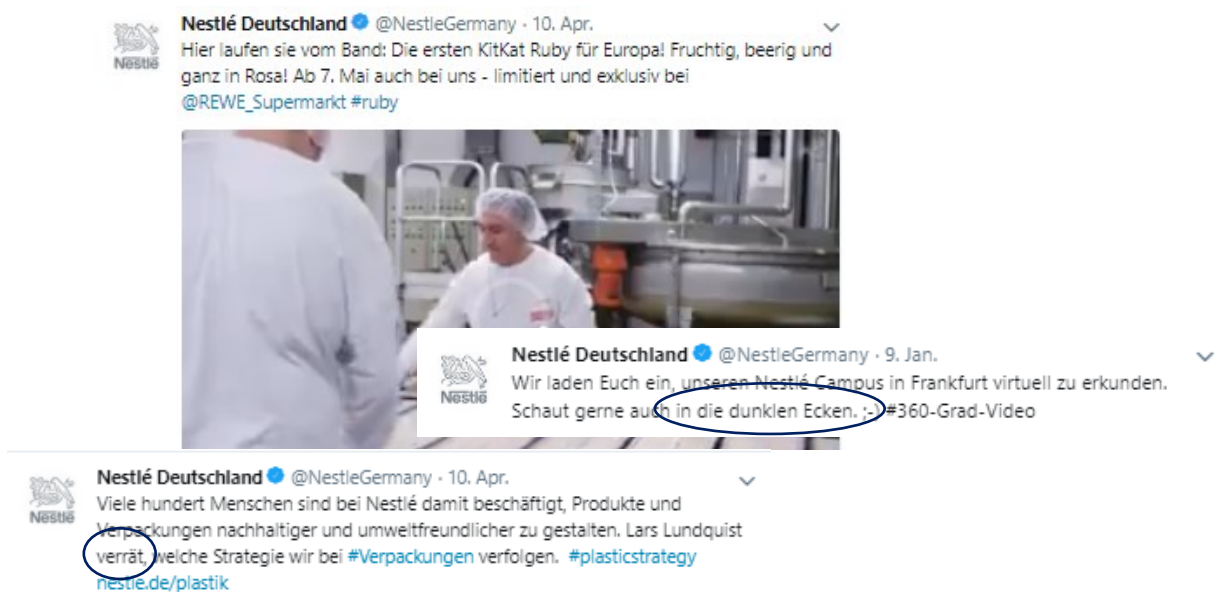 Nestlé Deutschland @NestleGermany · 10. Apr.
Hier laufen sie vom Band: Die ersten KitKat Ruby für Europa! Fruchtig, beerig und
ganz in Rosa! Ab 7. Mai auch bei uns - limitiert und exklusiv bei
@REWE_Supermarkt #ruby
Nestlé
Nestlé Deutschland @NestleGermany · 9. Jan.
Wir laden Euch ein, unseren Nestlé Campus in Frankfurt virtuell zu erkunden.
Schaut gerne auch in die dunklen Ecken. ;-) #360-Grad-Video
Nestlé
Nestlé Deutschland @NestleGermany · 10. Apr.
Viele hundert Menschen sind bei Nestlé damit beschäftigt, Produkte und
Verpackungen nachhaltiger und umweltfreundlicher zu gestalten. Lars Lundquist
verrät, welche Strategie wir bei #Verpackungen verfolgen. #plasticstrategy
nestle.de/plastik
Nestlé